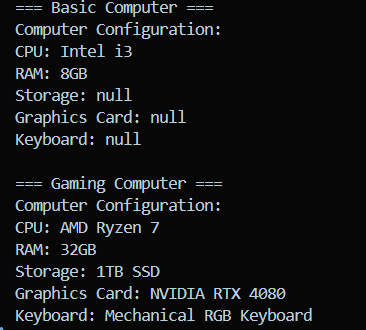 === Basic Computer ===
Computer Configuration:
CPU: Intel i3
RAM: 8GB
Storage: null
Graphics Card: null
Keyboard: null
=== Gaming Computer ===
Computer Configuration:
CPU: AMD Ryzen 7
RAM: 32GB
Storage: 1TB SSD
Graphics Card: NVIDIA RTX 4080
Keyboard: Mechanical RGB Keyboard